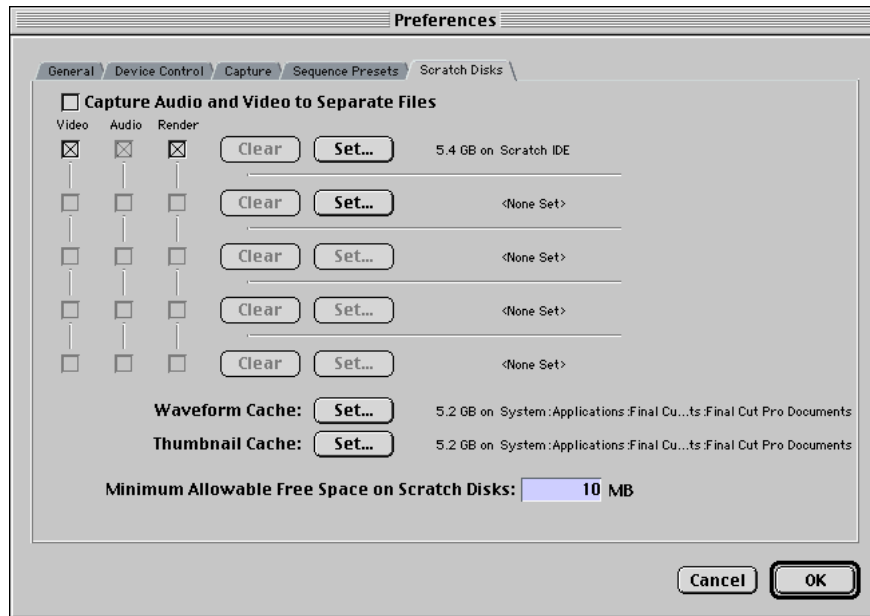 Preferences
General Device Control Capture Sequence Presets Scratch Disks
Capture Audio and Video to Separate Files
Video Audio Render
Clear Set... 5.4 GB on Scratch IDE
Clear Set... <None Set>
Clear Set... <None Set>
Clear Set... <None Set>
Clear Set... <None Set>
Waveform Cache: Set... 5.2 GB on System:Applications:Final Cu...ts:Final Cut Pro Documents
Thumbnail Cache: Set... 5.2 GB on System:Applications:Final Cu...ts:Final Cut Pro Documents
Minimum Allowable Free Space on Scratch Disks: 10 MB
Cancel OK